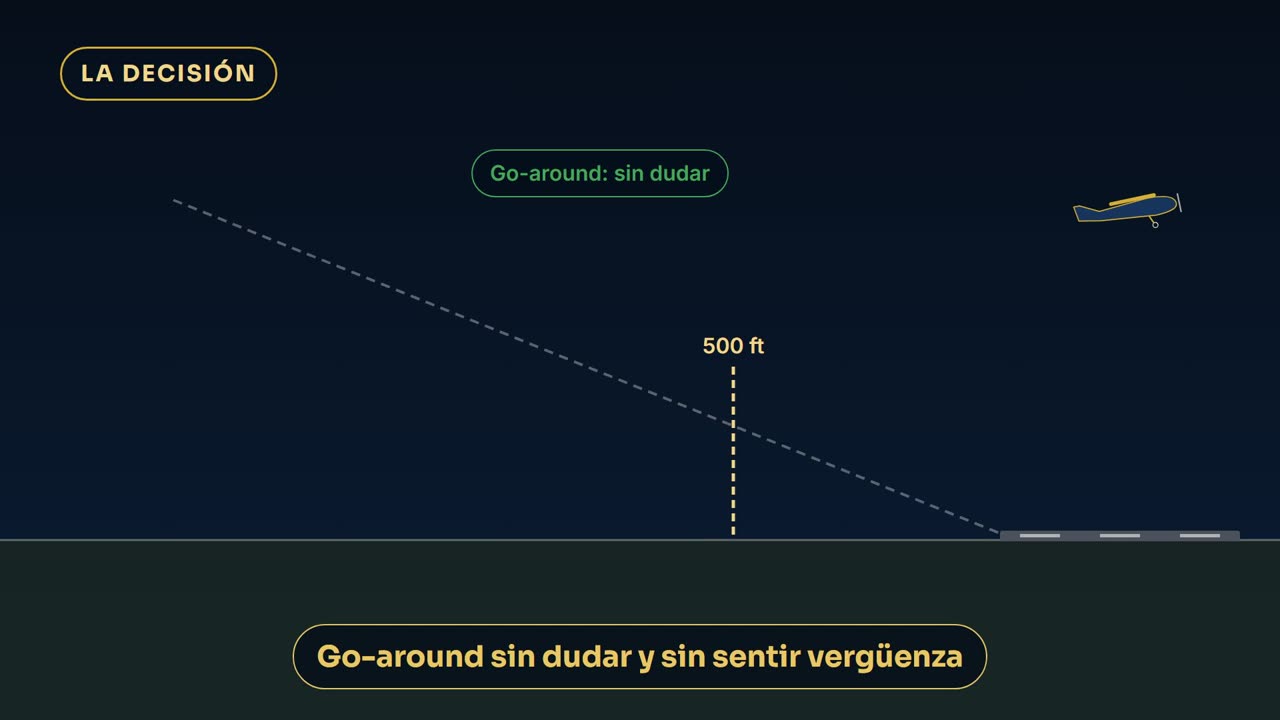 LA DECISIÓN
Go-around: sin dudar
500 ft
Go-around sin dudar y sin sentir vergüenza